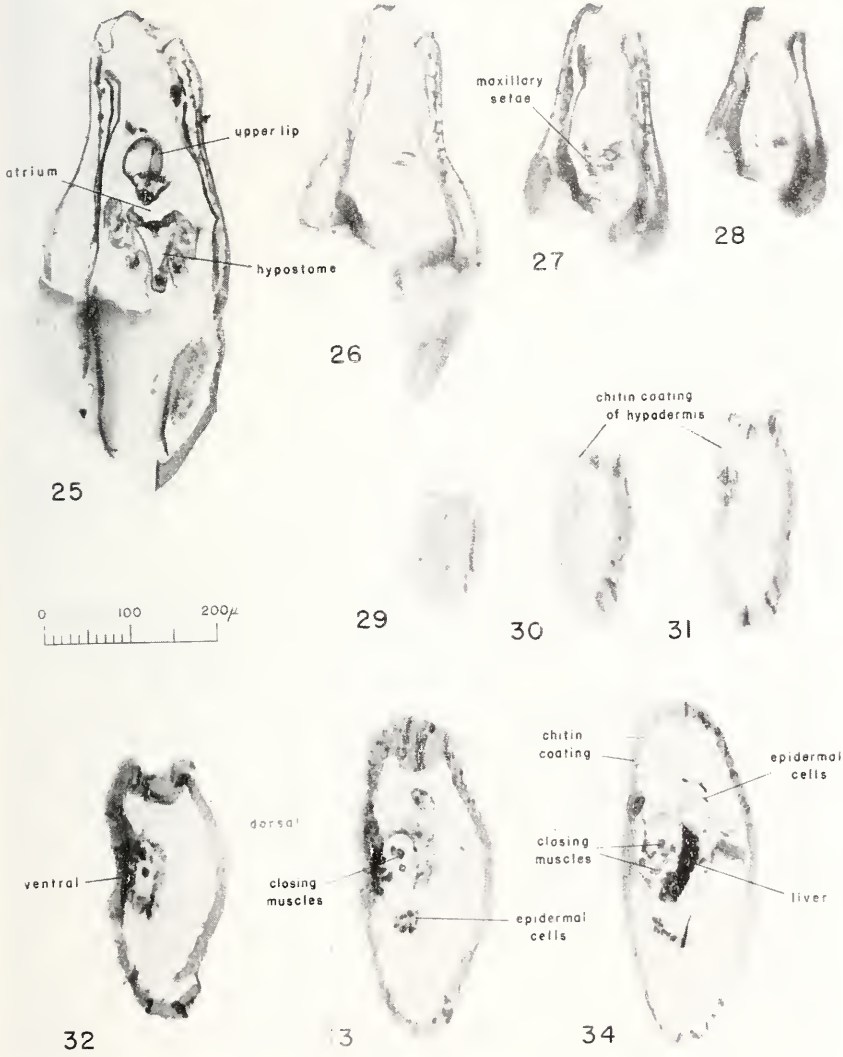 upper lip
atrium
hypostome
25
26
maxillary
setae
27
28
chitin coating
of hypodermis
29
30
31
0 100 200μ
ventral
32
dorsal
closing
muscles
epidermal
cells
3
chitin
coating
epidermal
cells
closing
muscles
liver
34